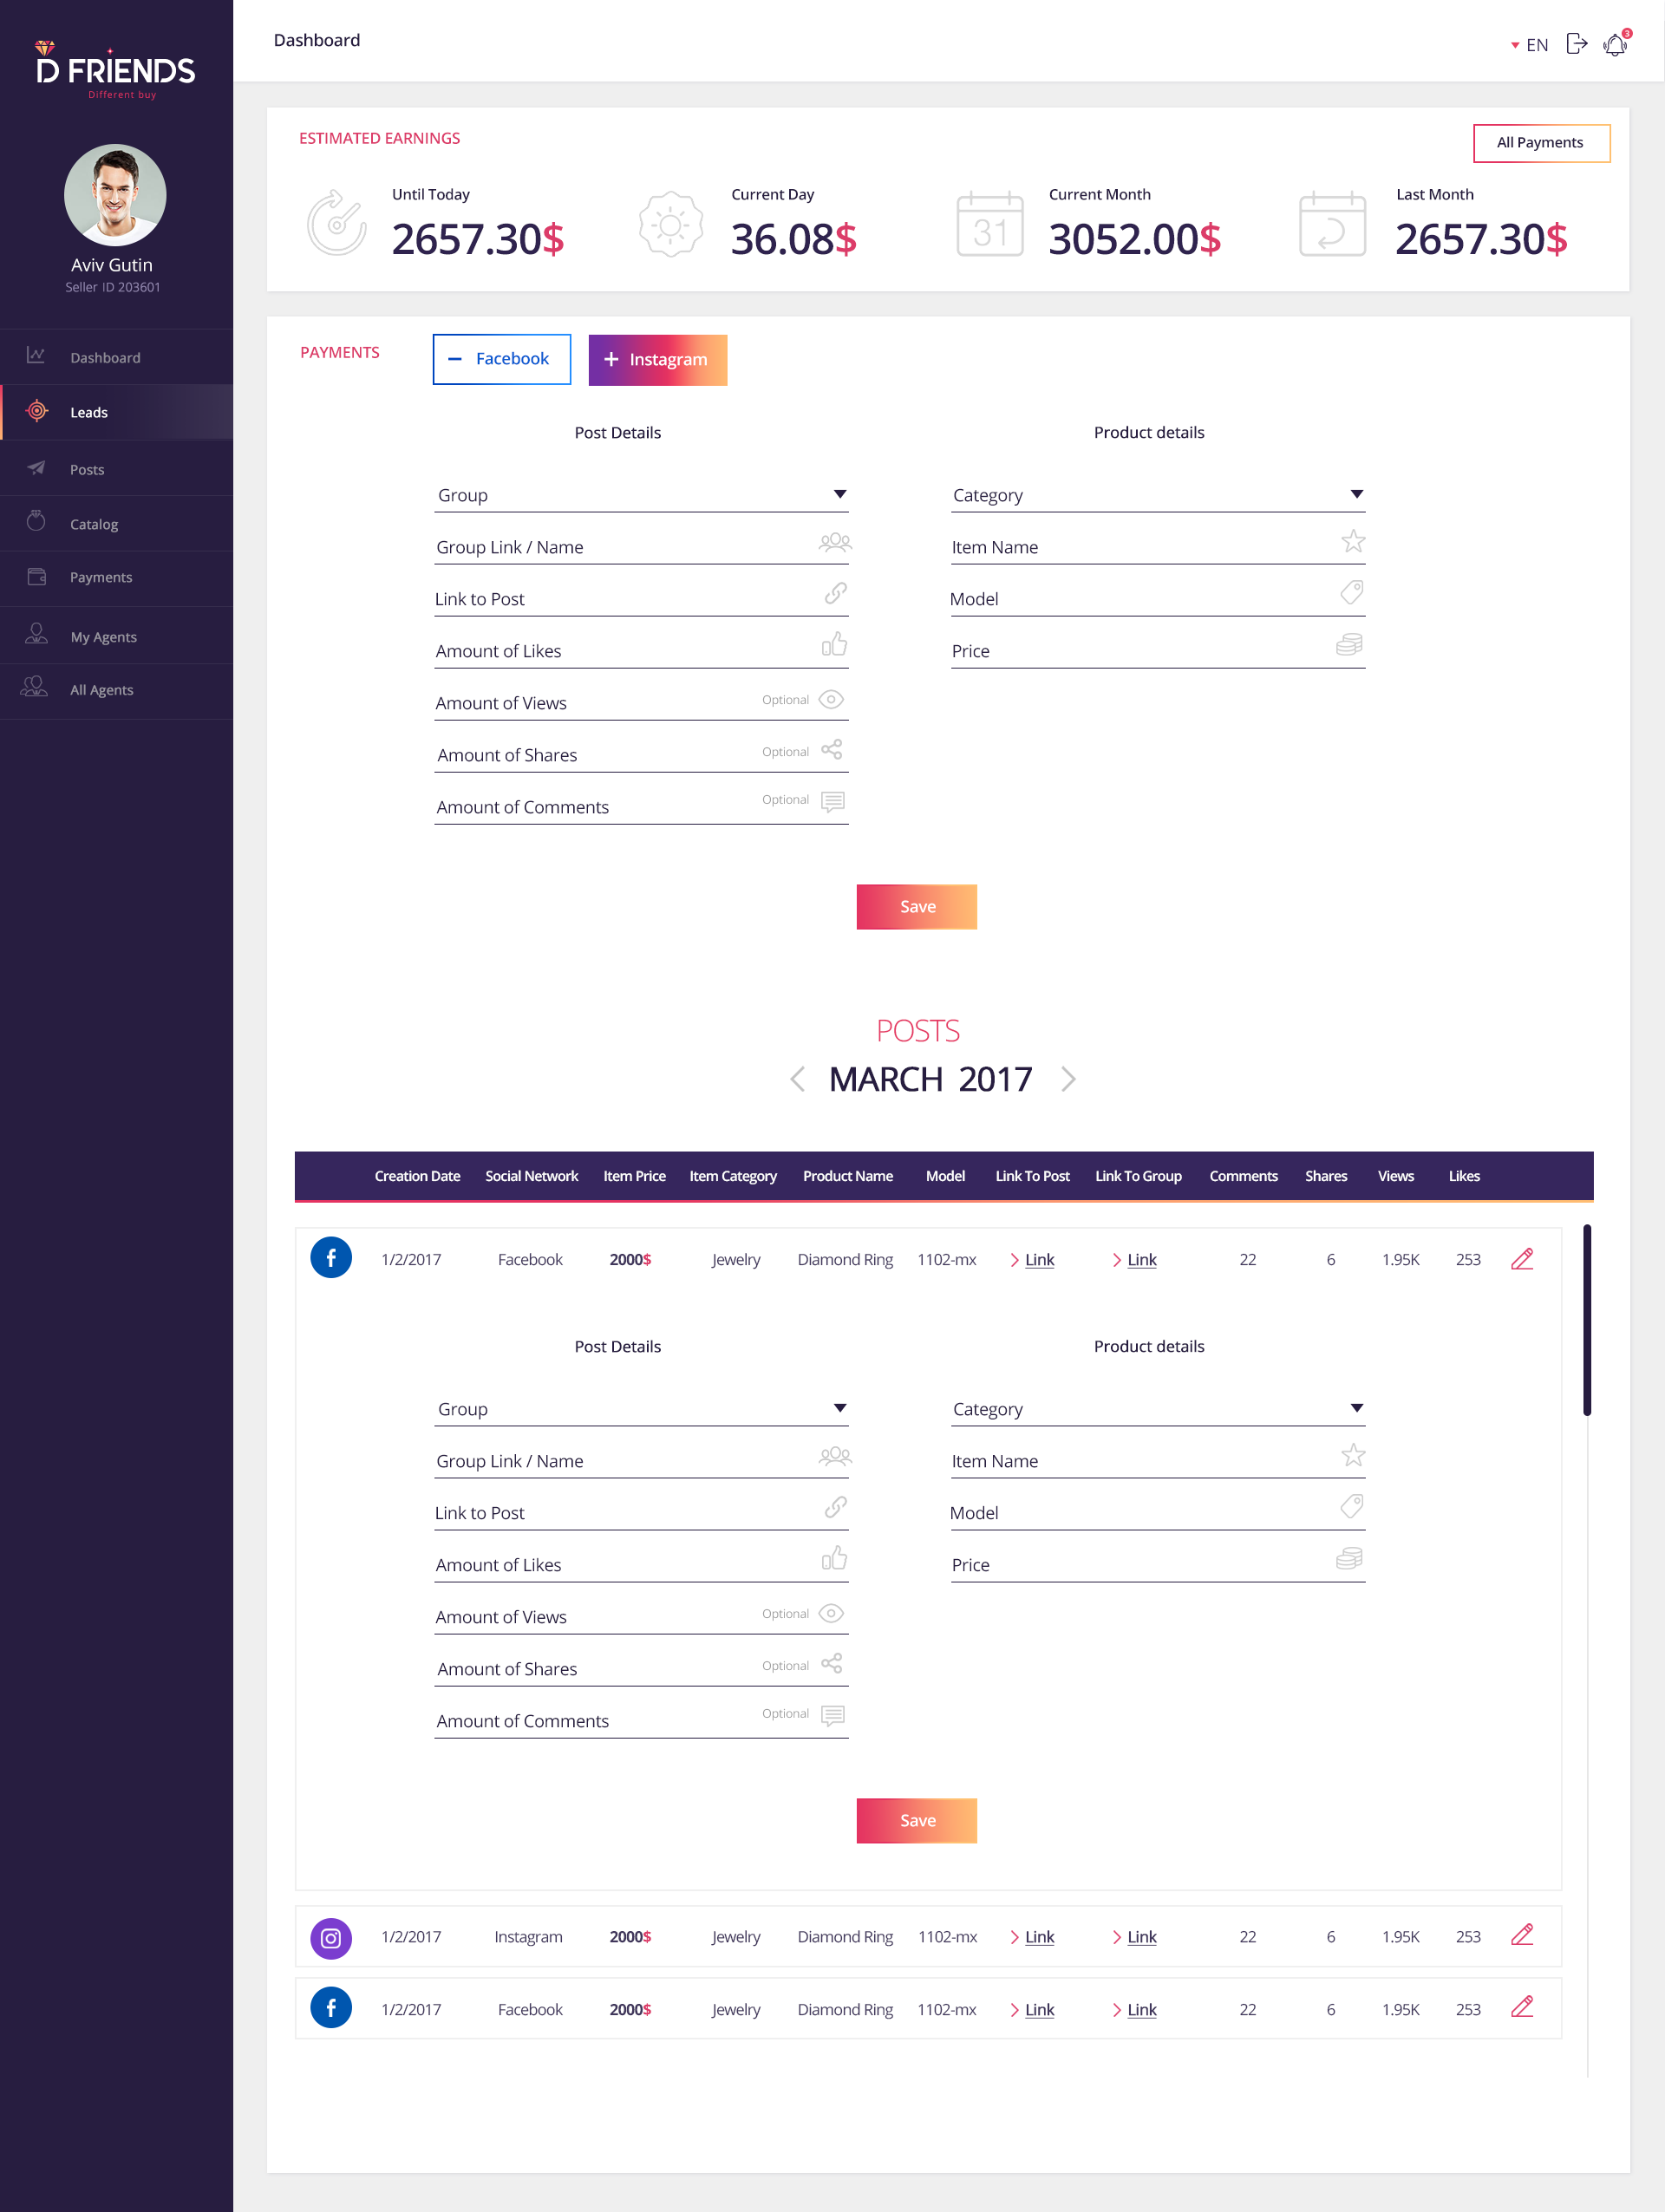 D FRIENDS
Different buy
Aviv Gutin
Seller ID 203601
Dashboard
Leads
Posts
Catalog
Payments
My Agents
All Agents
Dashboard
EN
3
ESTIMATED EARNINGS
All Payments
Until Today
2657.30$
Current Day
36.08$
31
Current Month
3052.00$
Last Month
2657.30$
PAYMENTS
Facebook
Instagram
Post Details
Group
Group Link / Name
Link to Post
Amount of Likes
Amount of Views Optional
Amount of Shares Optional
Amount of Comments Optional
Product details
Category
Item Name
Model
Price
Save
POSTS
MARCH 2017
Creation Date Social Network Item Price Item Category Product Name Model Link To Post Link To Group Comments Shares Views Likes
1/2/2017 Facebook 2000$ Jewelry Diamond Ring 1102-mx Link Link 22 6 1.95K 253
Post Details
Group
Group Link / Name
Link to Post
Amount of Likes
Amount of Views Optional
Amount of Shares Optional
Amount of Comments Optional
Product details
Category
Item Name
Model
Price
Save
1/2/2017 Instagram 2000$ Jewelry Diamond Ring 1102-mx Link Link 22 6 1.95K 253
1/2/2017 Facebook 2000$ Jewelry Diamond Ring 1102-mx Link Link 22 6 1.95K 253